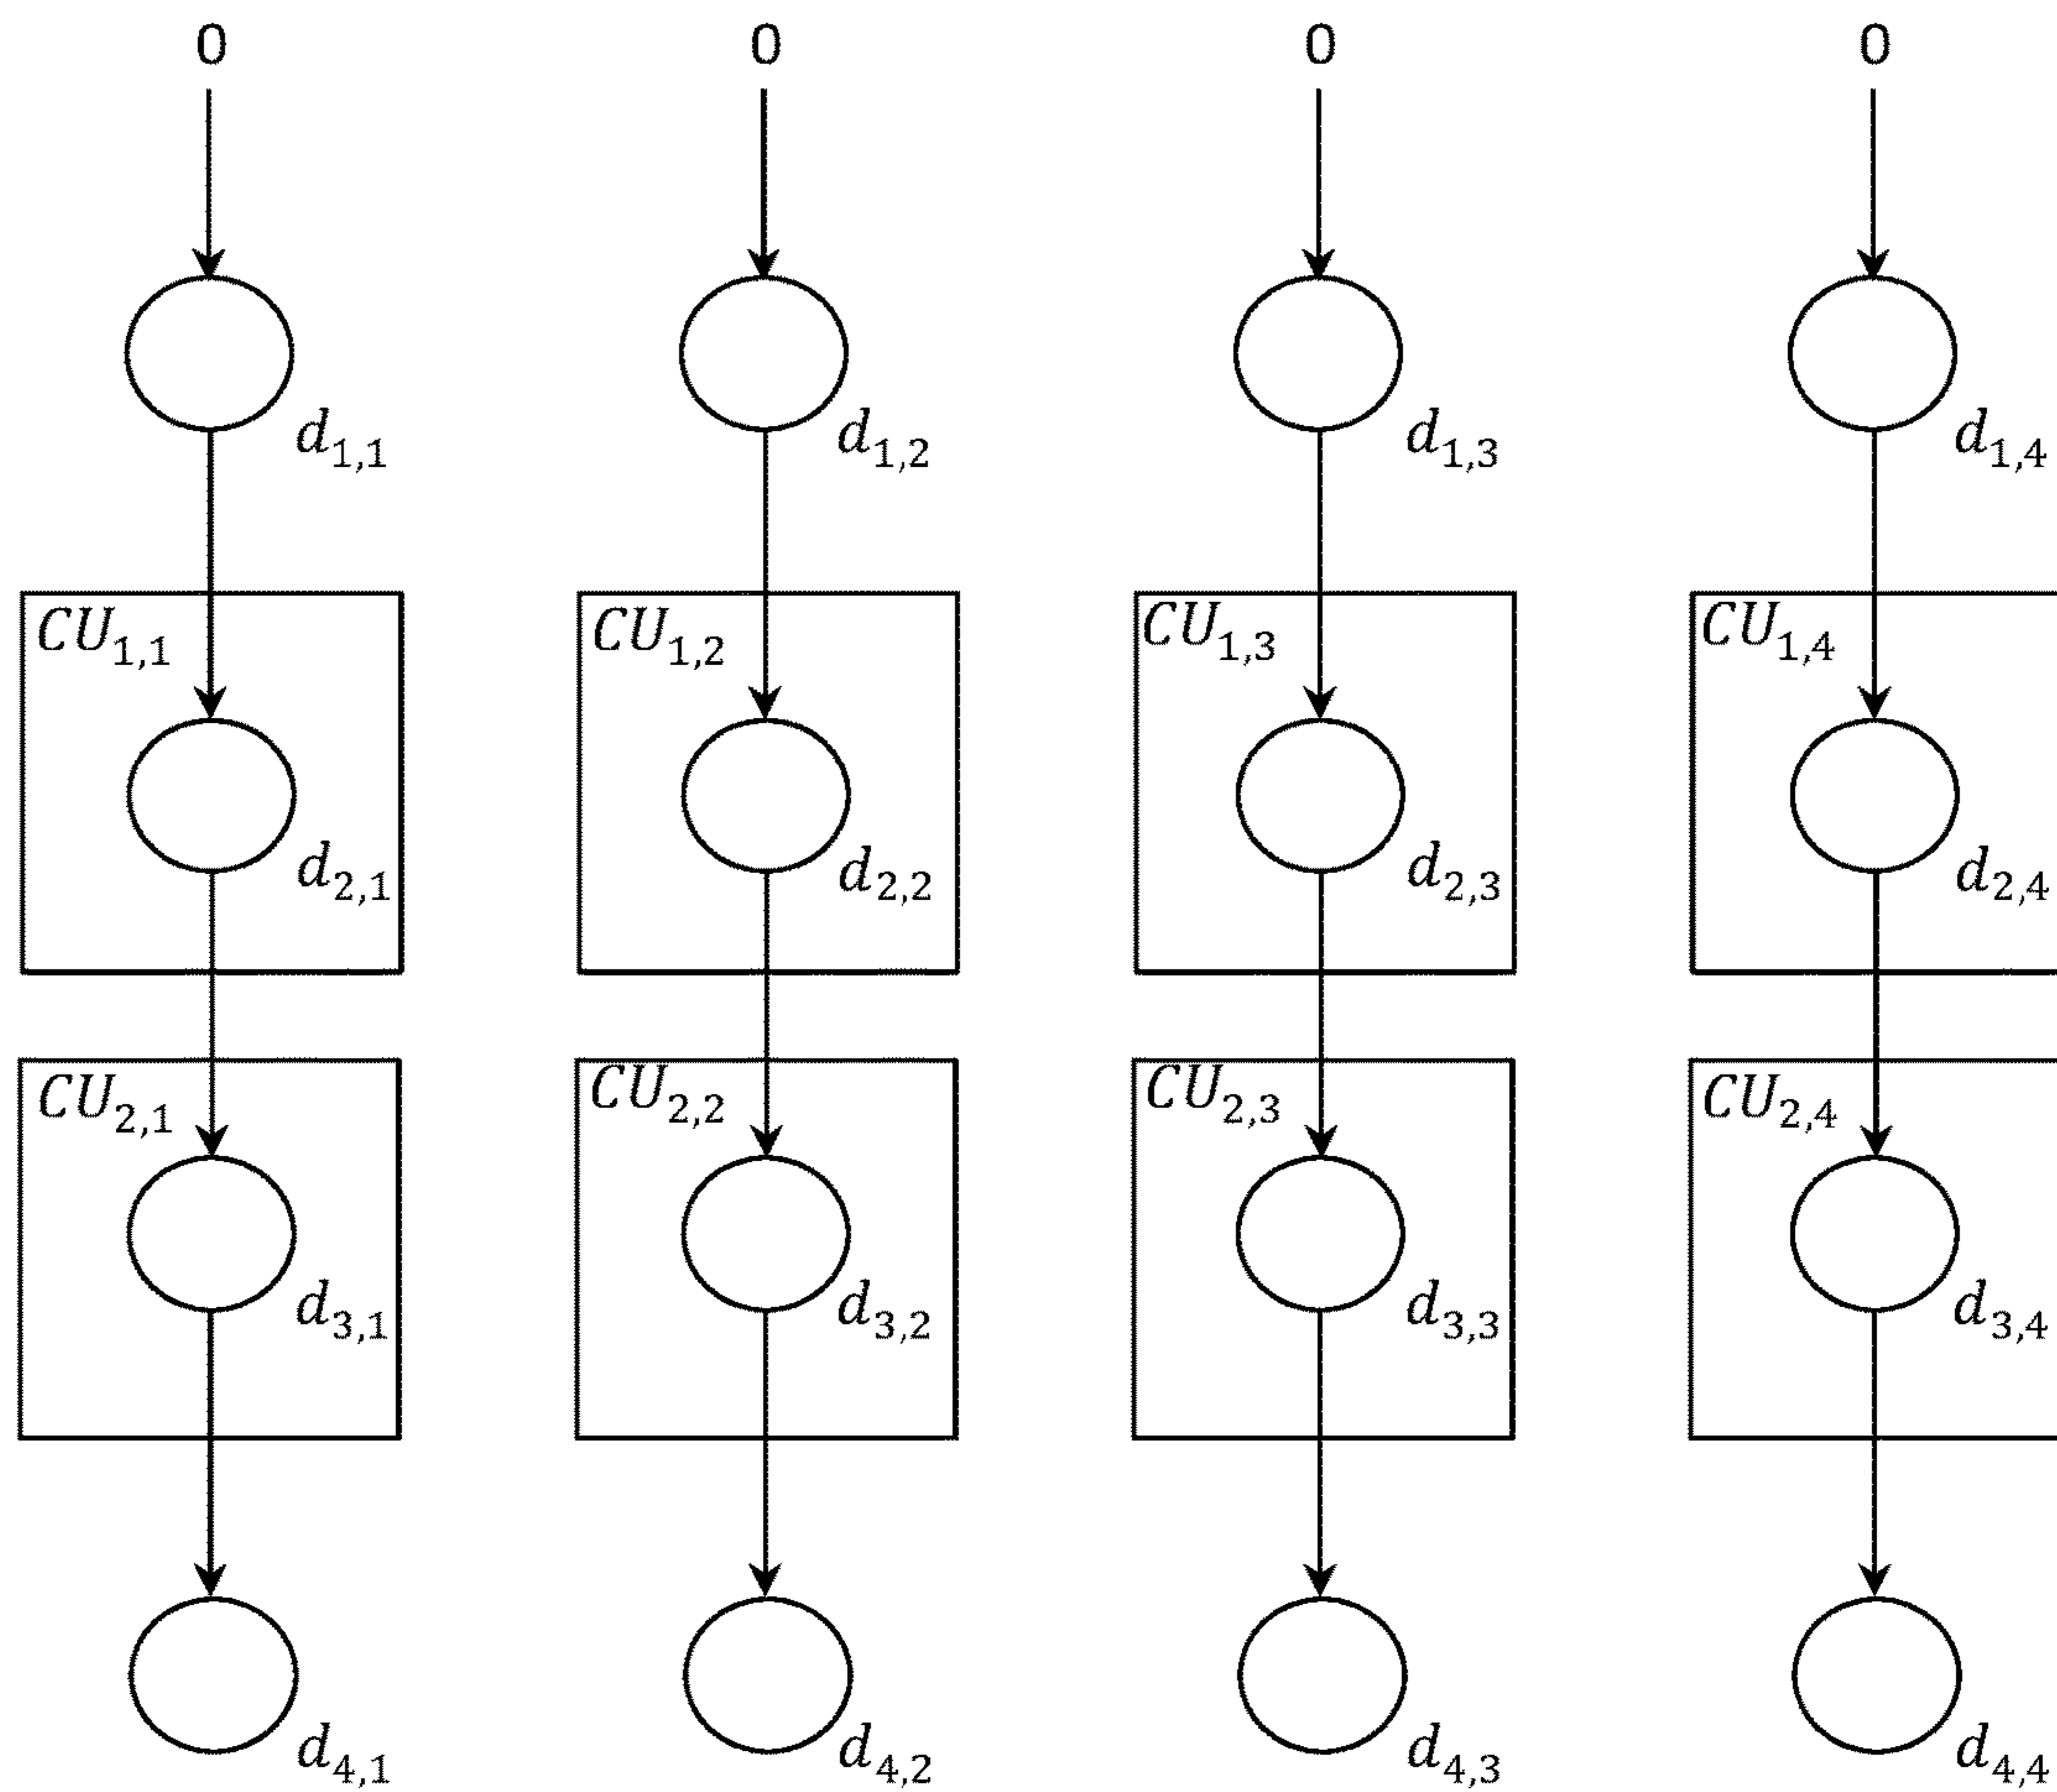 0 0 0 0
d1,1 d1,2 d1,3 d1,4
CU1,1 CU1,2 CU1,3 CU1,4
d2,1 d2,2 d2,3 d2,4
CU2,1 CU2,2 CU2,3 CU2,4
d3,1 d3,2 d3,3 d3,4
d4,1 d4,2 d4,3 d4,4